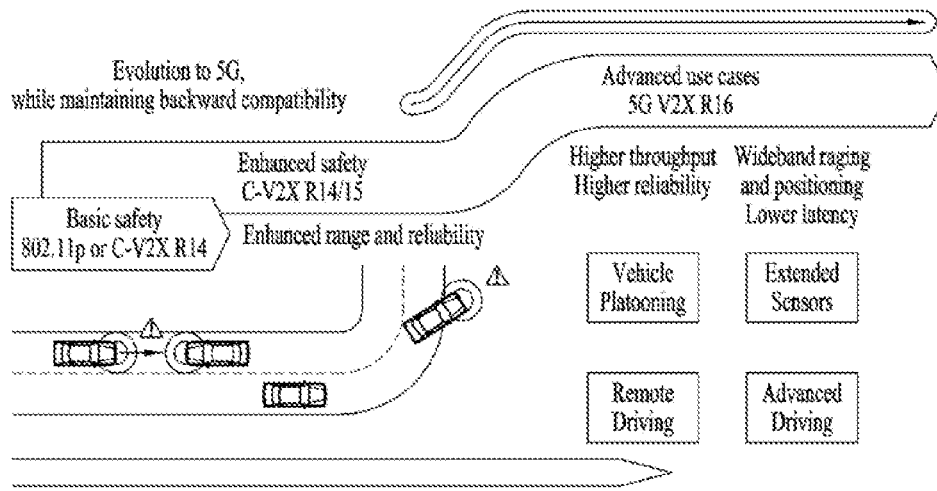 Evolution to 5G,
while maintaining backward compatibility
Advanced use cases
5G V2X R16
Enhanced safety
C-V2X R14/15
Higher throughput
Higher reliability
Wideband raging
and positioning
Lower latency
Basic safety
802.11p or C-V2X R14
Enhanced range and reliability
Vehicle
Platooning
Extended
Sensors
Remote
Driving
Advanced
Driving